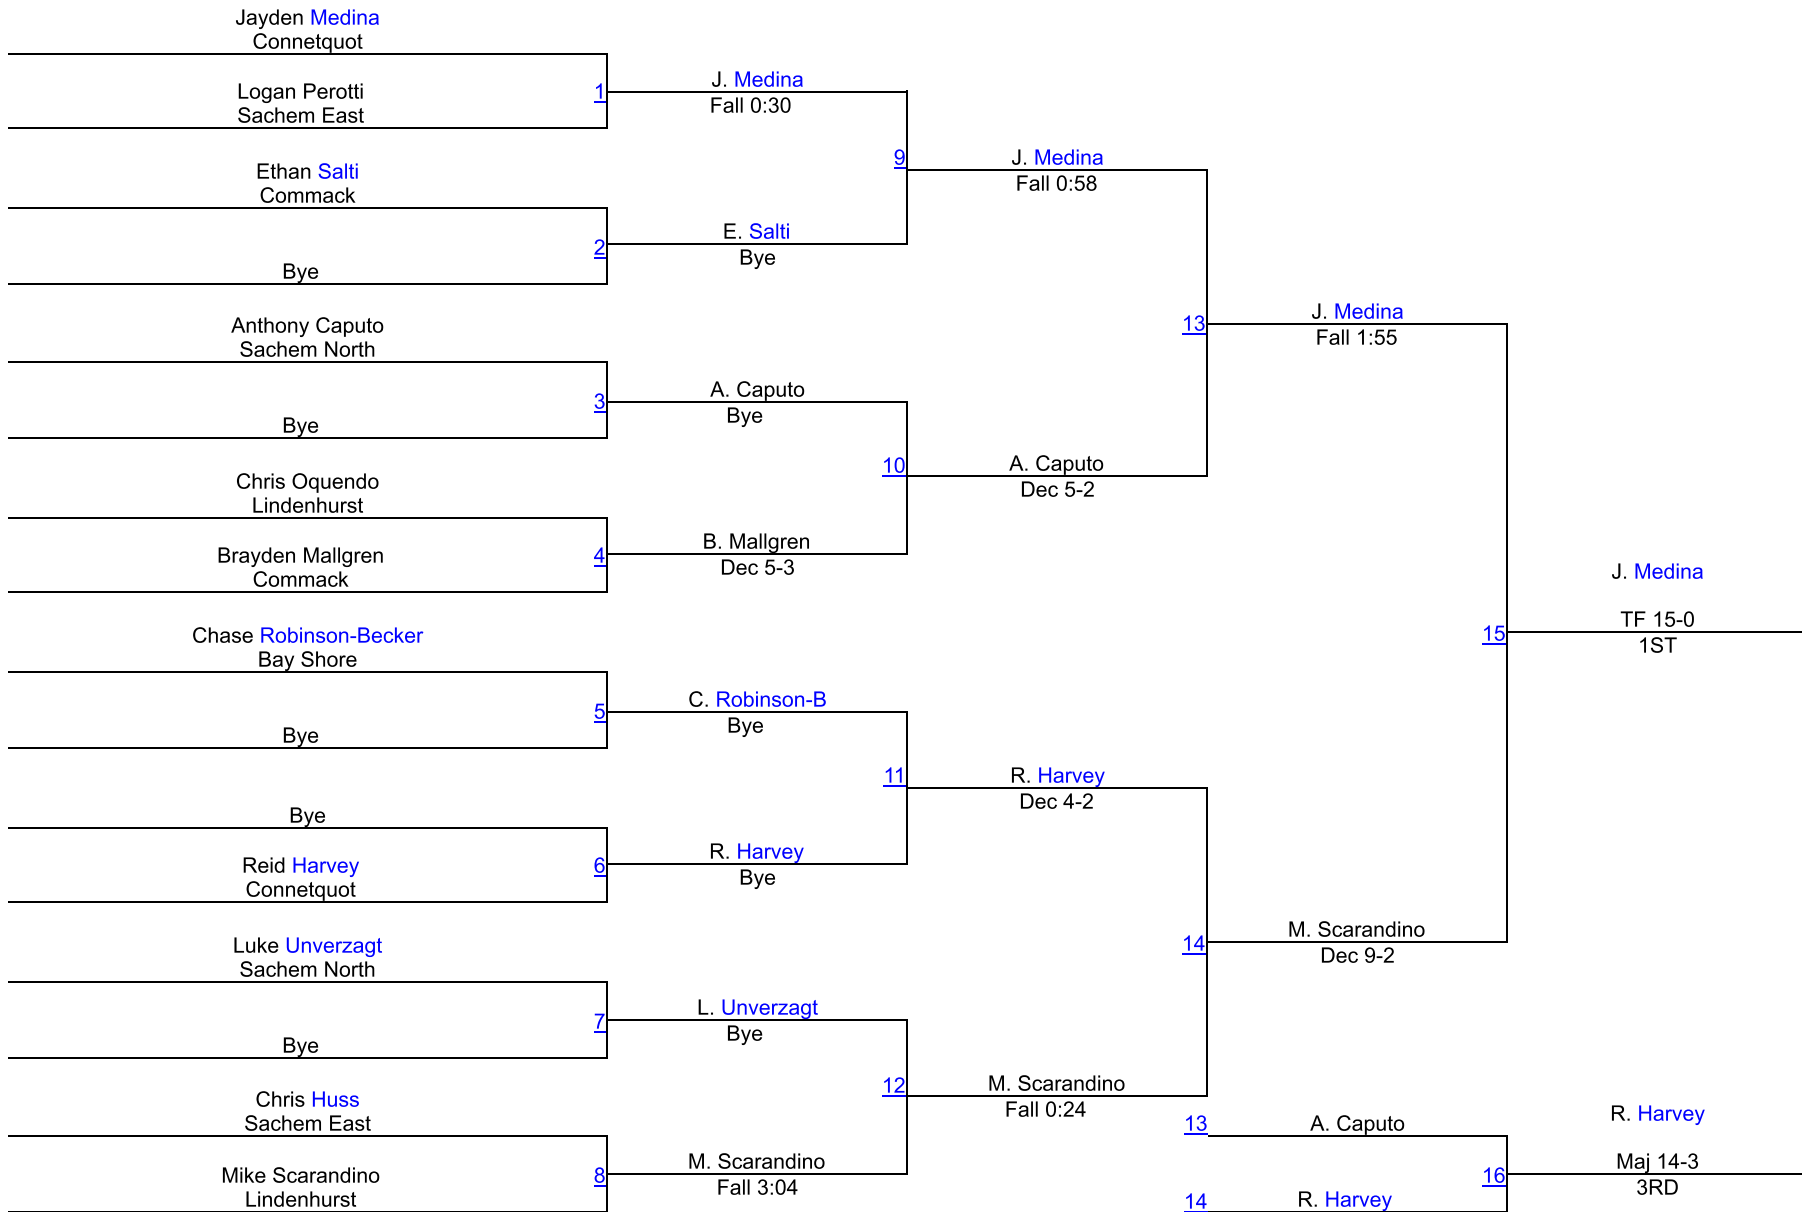 Jayden Medina
Connetquot
Logan Perotti
Sachem East
1
J. Medina
Fall 0:30
Ethan Salti
Commack
Bye
2
E. Salti
Bye
9
J. Medina
Fall 0:58
Anthony Caputo
Sachem North
Bye
3
A. Caputo
Bye
Chris Oquendo
Lindenhurst
Brayden Mallgren
Commack
4
B. Mallgren
Dec 5-3
10
A. Caputo
Dec 5-2
13
J. Medina
Fall 1:55
Chase Robinson-Becker
Bay Shore
Bye
5
C. Robinson-B
Bye
Bye
Reid Harvey
Connetquot
6
R. Harvey
Bye
11
R. Harvey
Dec 4-2
Luke Unverzagt
Sachem North
Bye
7
L. Unverzagt
Bye
Chris Huss
Sachem East
Mike Scarandino
Lindenhurst
8
M. Scarandino
Fall 3:04
12
M. Scarandino
Fall 0:24
14
M. Scarandino
Dec 9-2
15
J. Medina
TF 15-0
1ST
13
A. Caputo
14
R. Harvey
16
R. Harvey
Maj 14-3
3RD